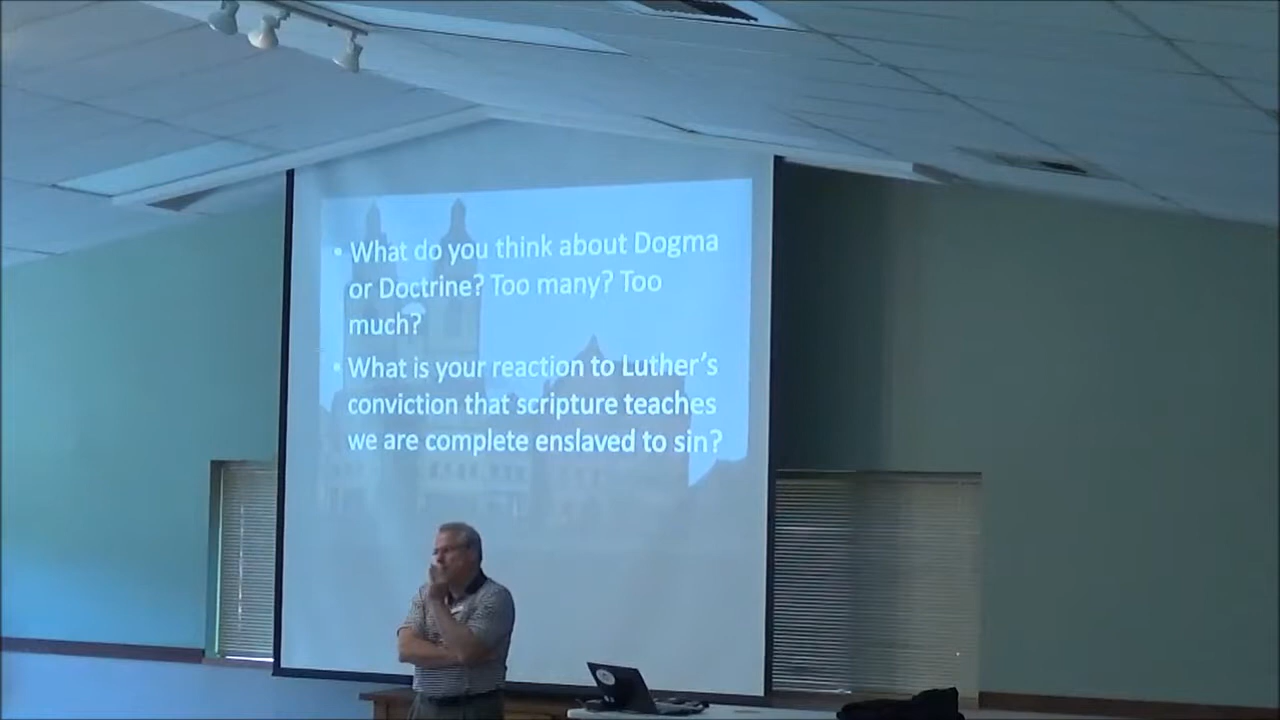 • What do you think about Dogma
or Doctrine? Too many? Too
much?
• What is your reaction to Luther's
conviction that scripture teaches
we are complete enslaved to sin?